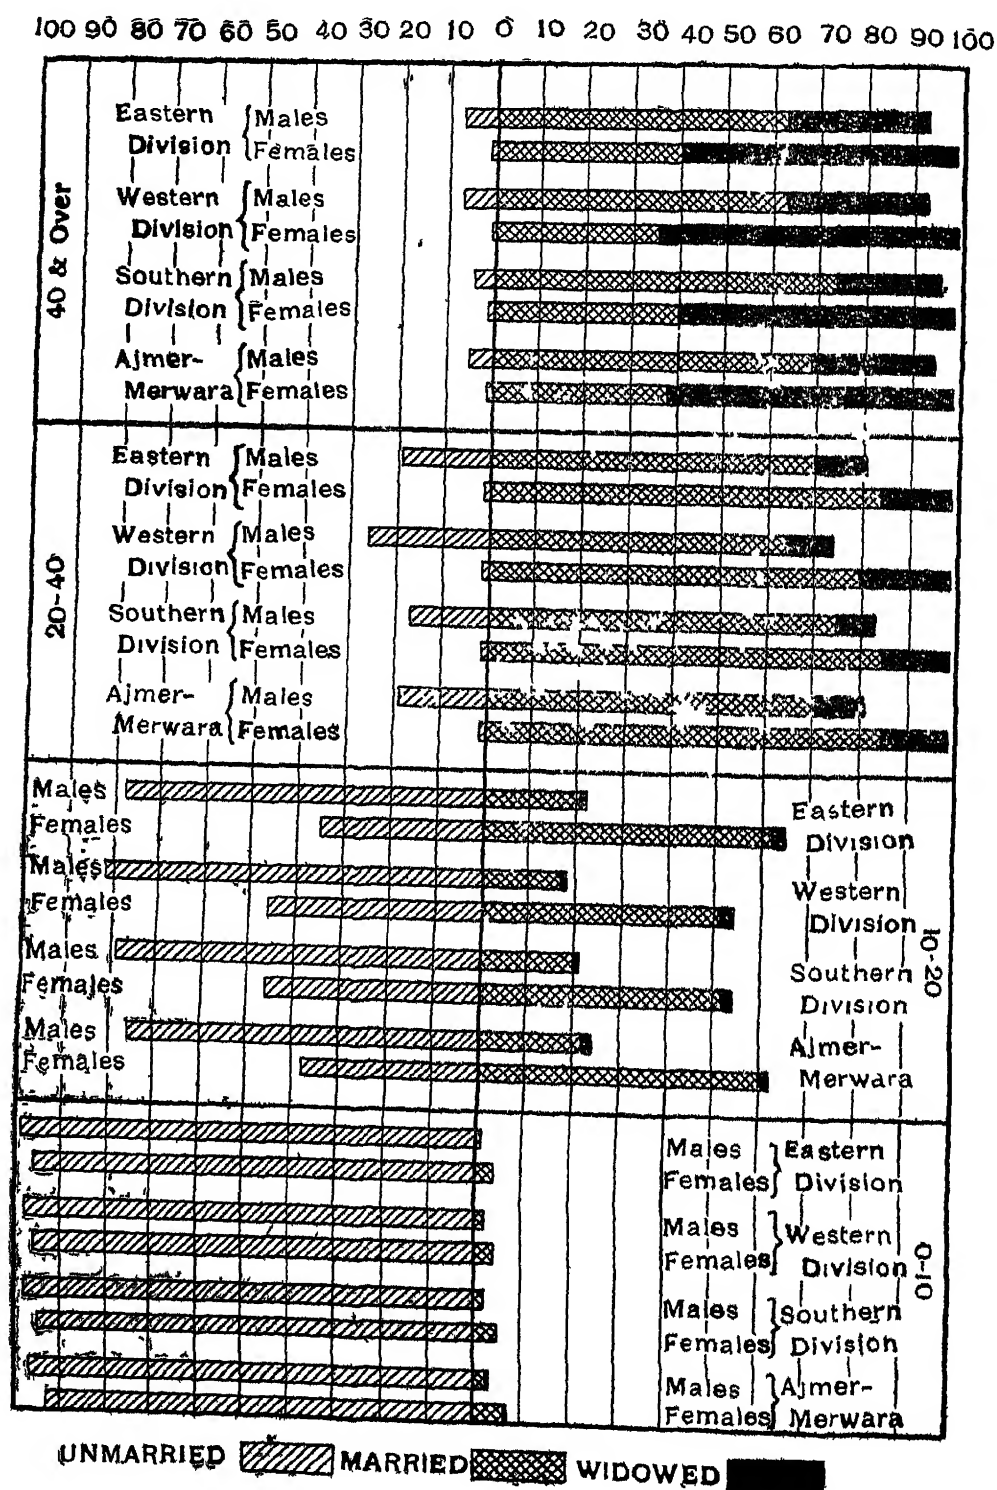 100 90 80 70 60 50 40 30 20 10 0 10 20 30 40 50 60 70 80 90 100
40 & Over
Eastern Males
Division Females
Western Males
Division Females
Southern Males
Division Females
Ajmer- Males
Merwara Females
20-40
Eastern Males
Division Females
Western Males
Division Females
Southern Males
Division Females
Ajmer- Males
Merwara Females
10-20
Males Eastern
Females Division
Males Western
Females Division
Males Southern
Females Division
Males Ajmer-
Females Merwara
0-10
Males Eastern
Females Division
Males Western
Females Division
Males Southern
Females Division
Males Ajmer-
Females Merwara
UNMARRIED MARRIED WIDOWED